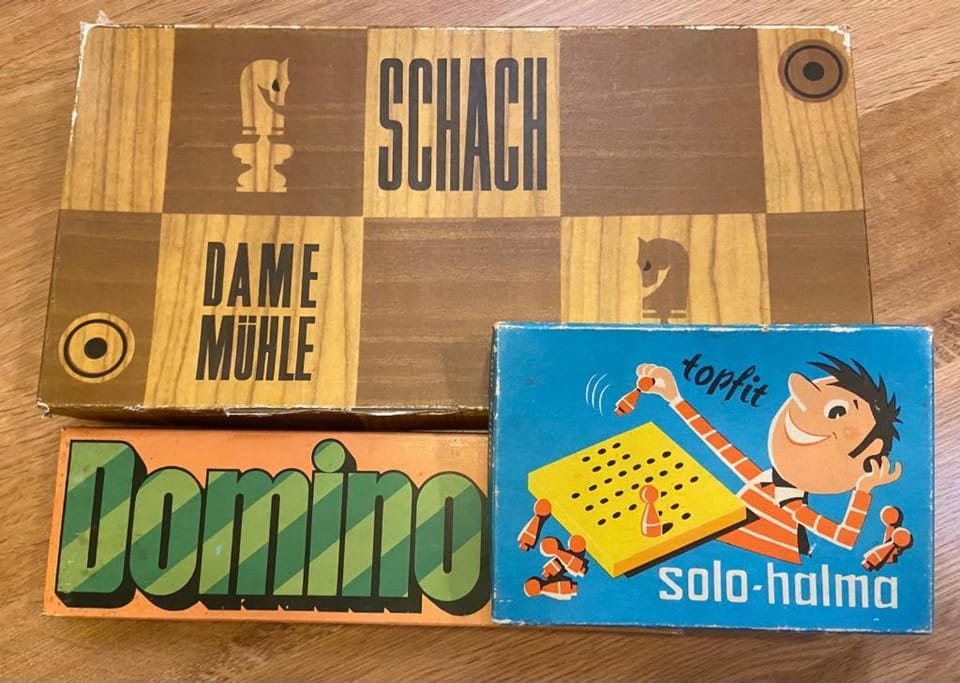 SCHACH
DAME
MÜHLE
Domino
topfit
solo-halma